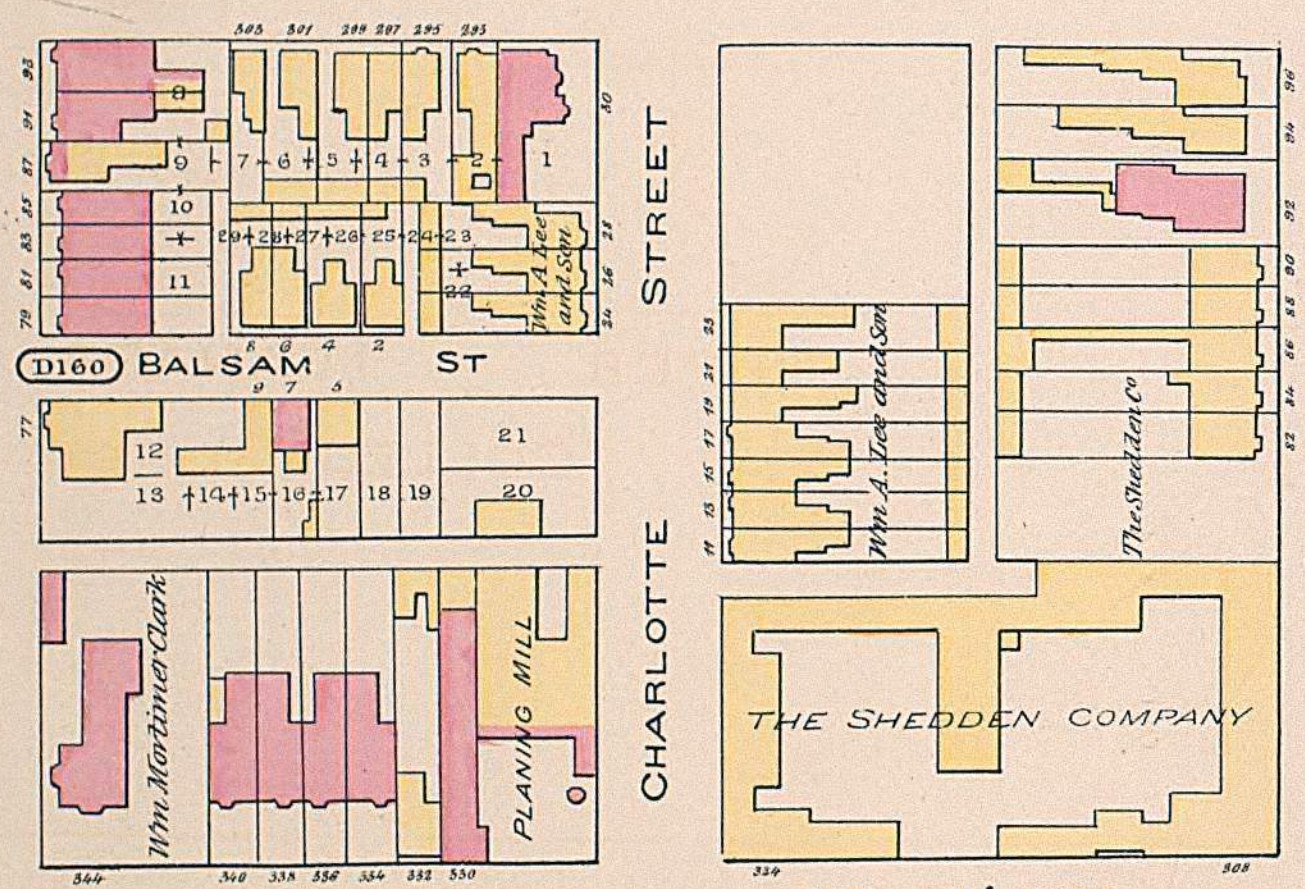 303 301 299 297 295 293
93
91
87
85
83
81
79
8
9
7 6 5 4 3 2 1
10
11
30
28
26
24
29 28 27 26 25 24 23
22
Wm A Lee
and Son
8 6 4 2
D160 BALSAM ST
9 7 5
77
12
13 14 15 16 17 18 19
21
20
Wm Mortimer Clark
PLANING MILL
344 340 338 336 334 332 330
CHARLOTTE STREET
23
21
19
17
15
13
11
Wm A. Lee and Son
96
94
92
90
88
86
84
82
The Shedden Co
THE SHEDDEN COMPANY
324 308